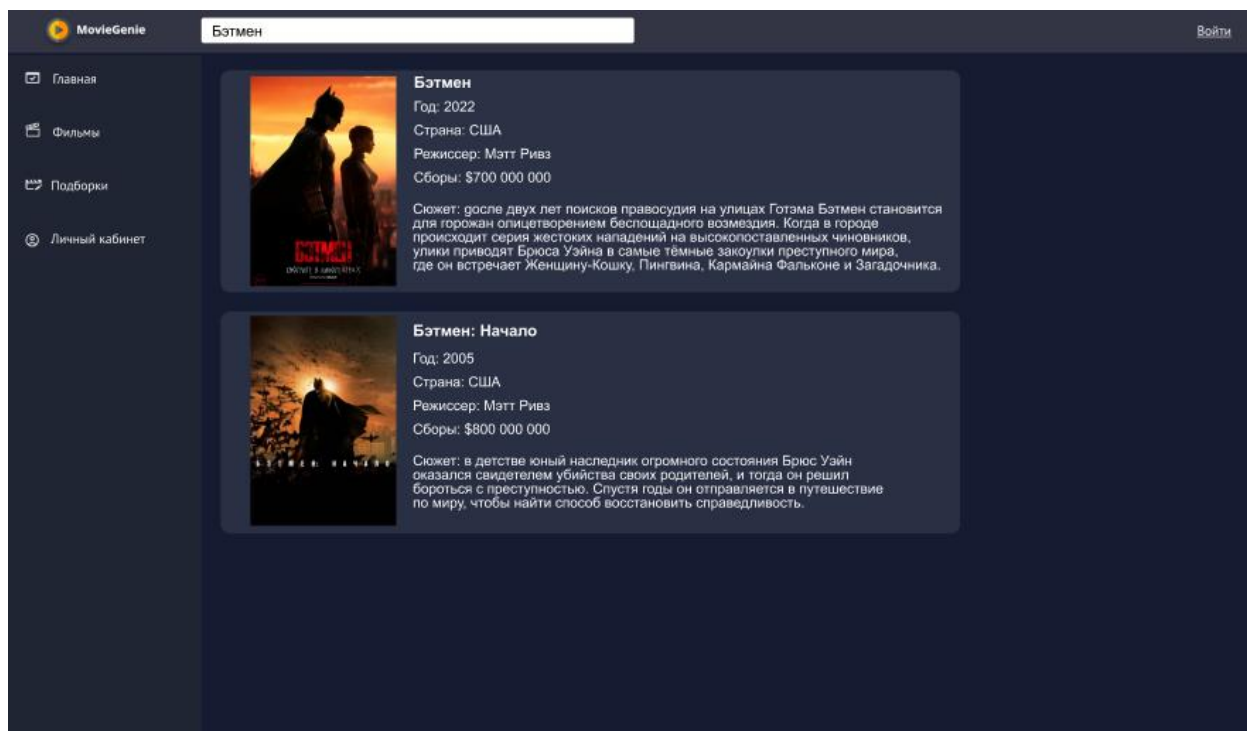 MovieGenie
Бэтмен
Войти
Главная
Фильмы
Подборки
Личный кабинет
Бэтмен
Год: 2022
Страна: США
Режиссер: Мэтт Ривз
Сборы: $700 000 000
Сюжет: gосле двух лет поисков правосудия на улицах Готэма Бэтмен становится
для горожан олицетворением беспощадного возмездия. Когда в городе
происходит серия жестоких нападений на высокопоставленных чиновников,
улики приводят Брюса Уэйна в самые тёмные закоулки преступного мира,
где он встречает Женщину-Кошку, Пингвина, Кармайна Фальконе и Загадочника.
БЭТМЕН
Бэтмен: Начало
Год: 2005
Страна: США
Режиссер: Мэтт Ривз
Сборы: $800 000 000
Сюжет: в детстве юный наследник огромного состояния Брюс Уэйн
оказался свидетелем убийства своих родителей, и тогда он решил
бороться с преступностью. Спустя годы он отправляется в путешествие
по миру, чтобы найти способ восстановить справедливость.
БЭТМЕН: НАЧАЛО